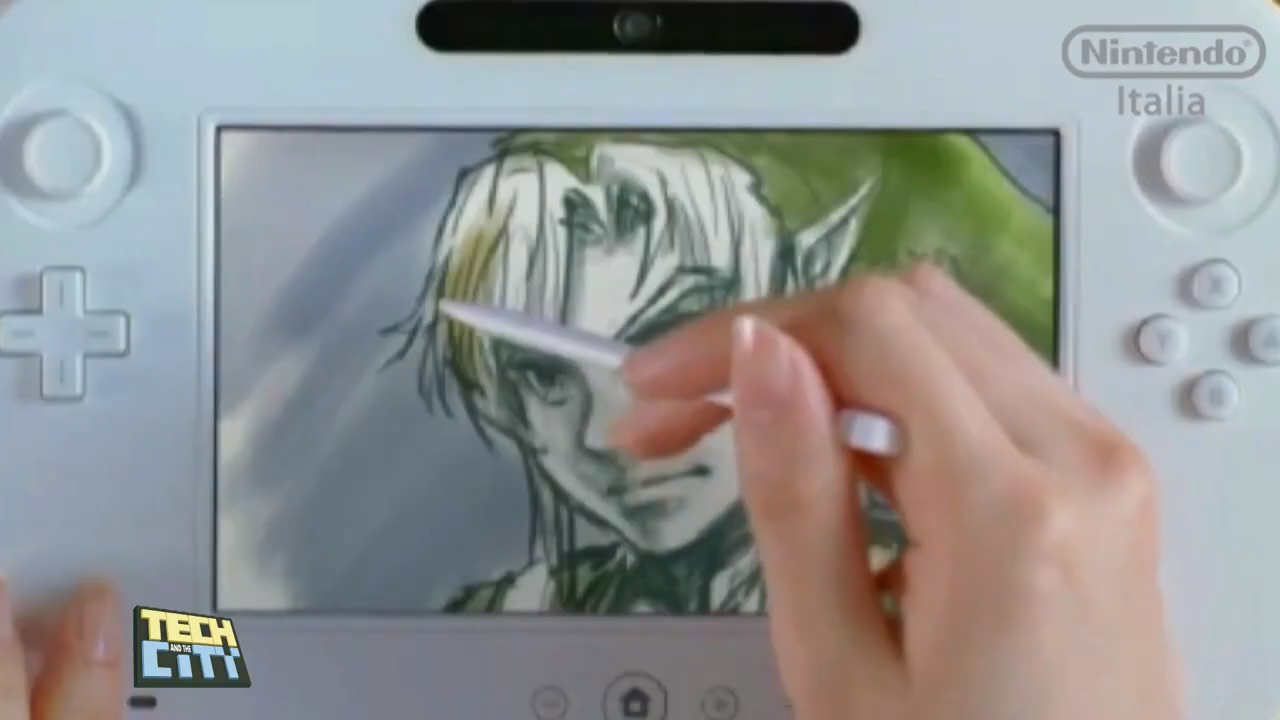 Nintendo®
Italia
X
Y
TECH
AND THE
CITY